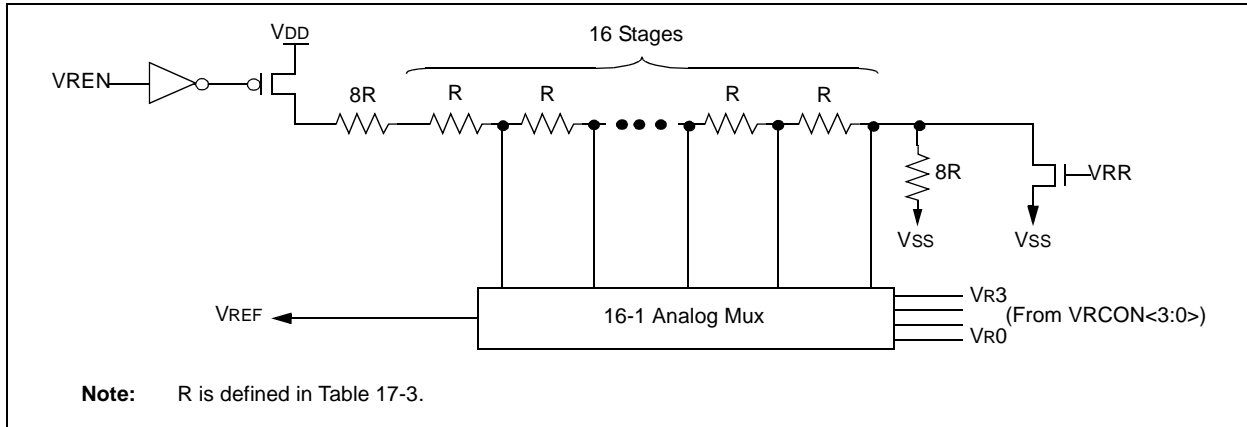 16 Stages
VDD
VREN
8R
R
R
R
R
8R
VRR
VSS
VSS
VREF
16-1 Analog Mux
VR3
(From VRCON<3:0>)
VR0
Note: R is defined in Table 17-3.